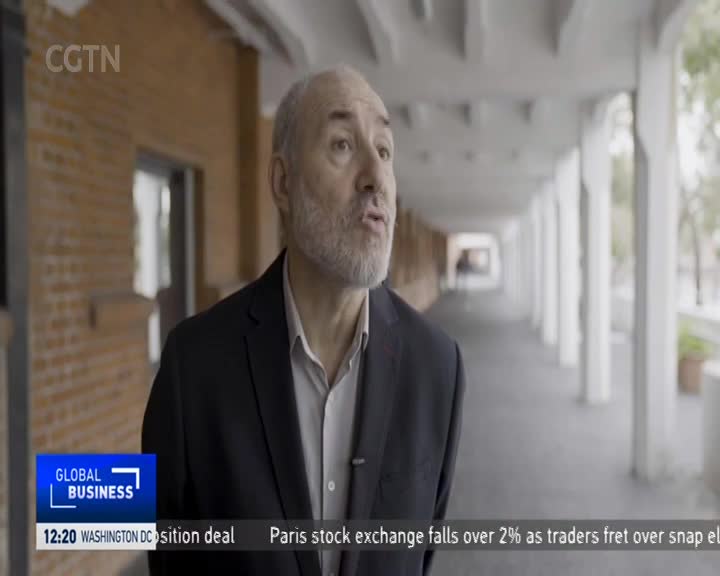 CGTN
GLOBAL
BUSINESS
12:20 WASHINGTON DC
osition deal Paris stock exchange falls over 2% as traders fret over snap el